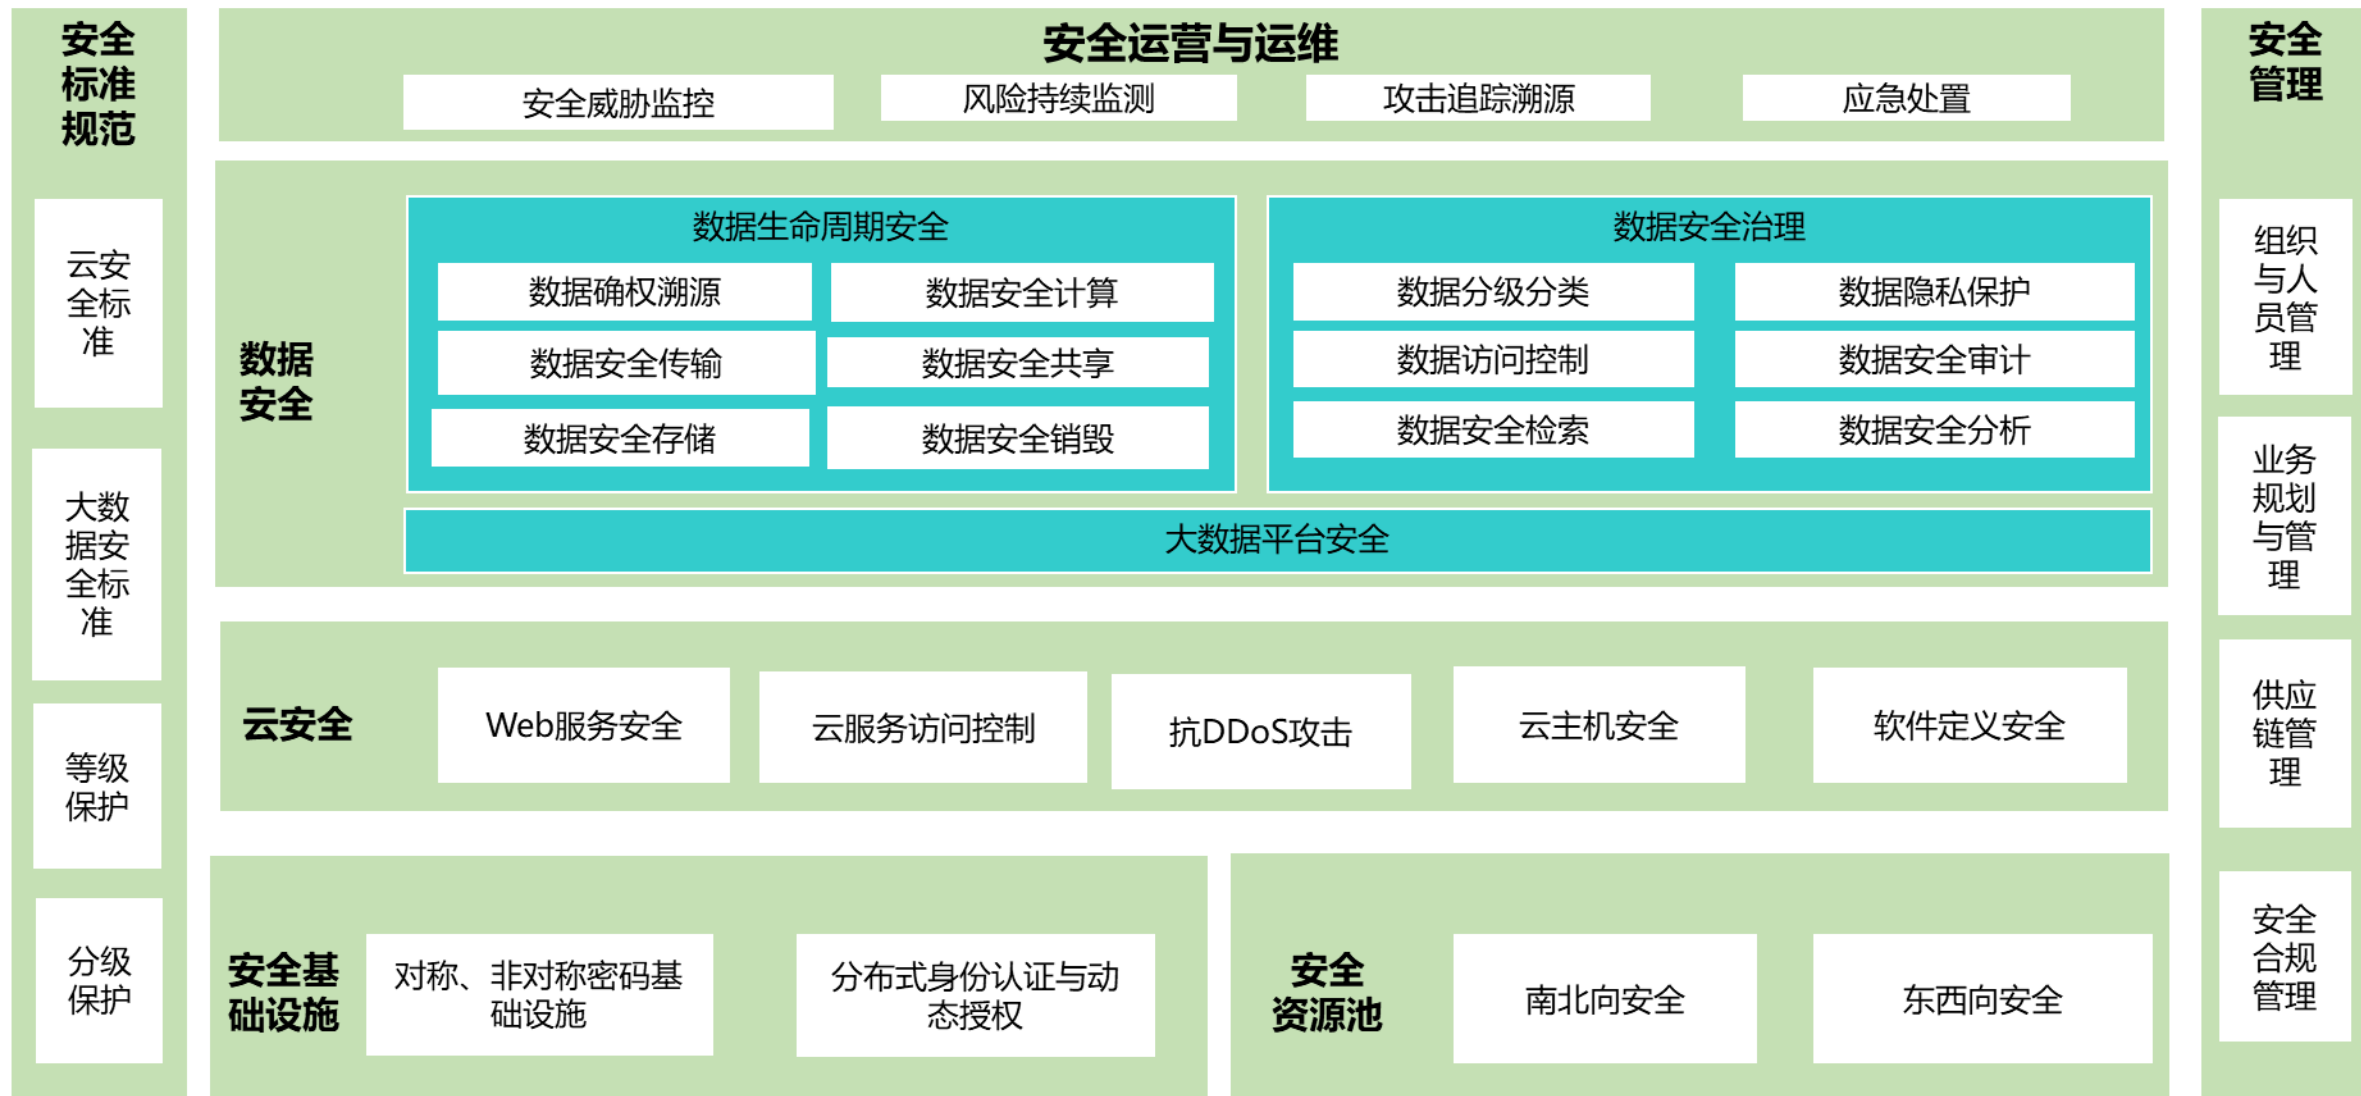 安全
标准
规范
云安
全标
准
大数
据安
全标
准
等级
保护
分级
保护
安全运营与运维
安全威胁监控
风险持续监测
攻击追踪溯源
应急处置
数据
安全
数据生命周期安全
数据确权溯源
数据安全计算
数据安全传输
数据安全共享
数据安全存储
数据安全销毁
数据安全治理
数据分级分类
数据隐私保护
数据访问控制
数据安全审计
数据安全检索
数据安全分析
大数据平台安全
云安全
Web服务安全
云服务访问控制
抗DDoS攻击
云主机安全
软件定义安全
安全基
础设施
对称、非对称密码基
础设施
分布式身份认证与动
态授权
安全
资源池
南北向安全
东西向安全
安全
管理
组织
与人
员管
理
业务
规划
与管
理
供应
链管
理
安全
合规
管理